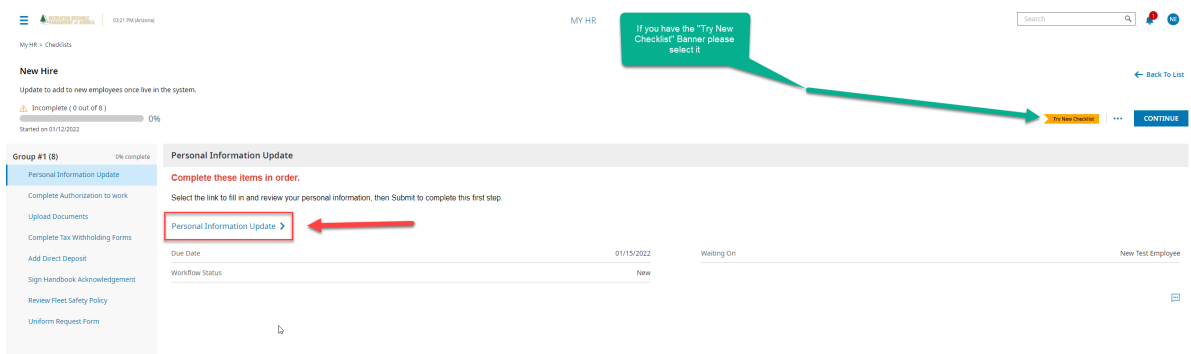 RECREATION RESOURCE
MANAGEMENT of AMERICA
03:21 PM (Arizona)
MY HR
If you have the "Try New
Checklist" Banner please
select it
Search
1
NE
My HR > Checklists
New Hire
Update to add to new employees once live in the system.
Back To List
Incomplete ( 0 out of 8 )
0%
Started on 01/12/2022
Try New Checklist
CONTINUE
Group #1 (8)
0% complete
Personal Information Update
Complete Authorization to work
Upload Documents
Complete Tax Withholding Forms
Add Direct Deposit
Sign Handbook Acknowledgement
Review Fleet Safety Policy
Uniform Request Form
Personal Information Update
Complete these items in order.
Select the link to fill in and review your personal information, then Submit to complete this first step.
Personal Information Update >
Due Date
01/15/2022
Waiting On
New Test Employee
Workflow Status
New